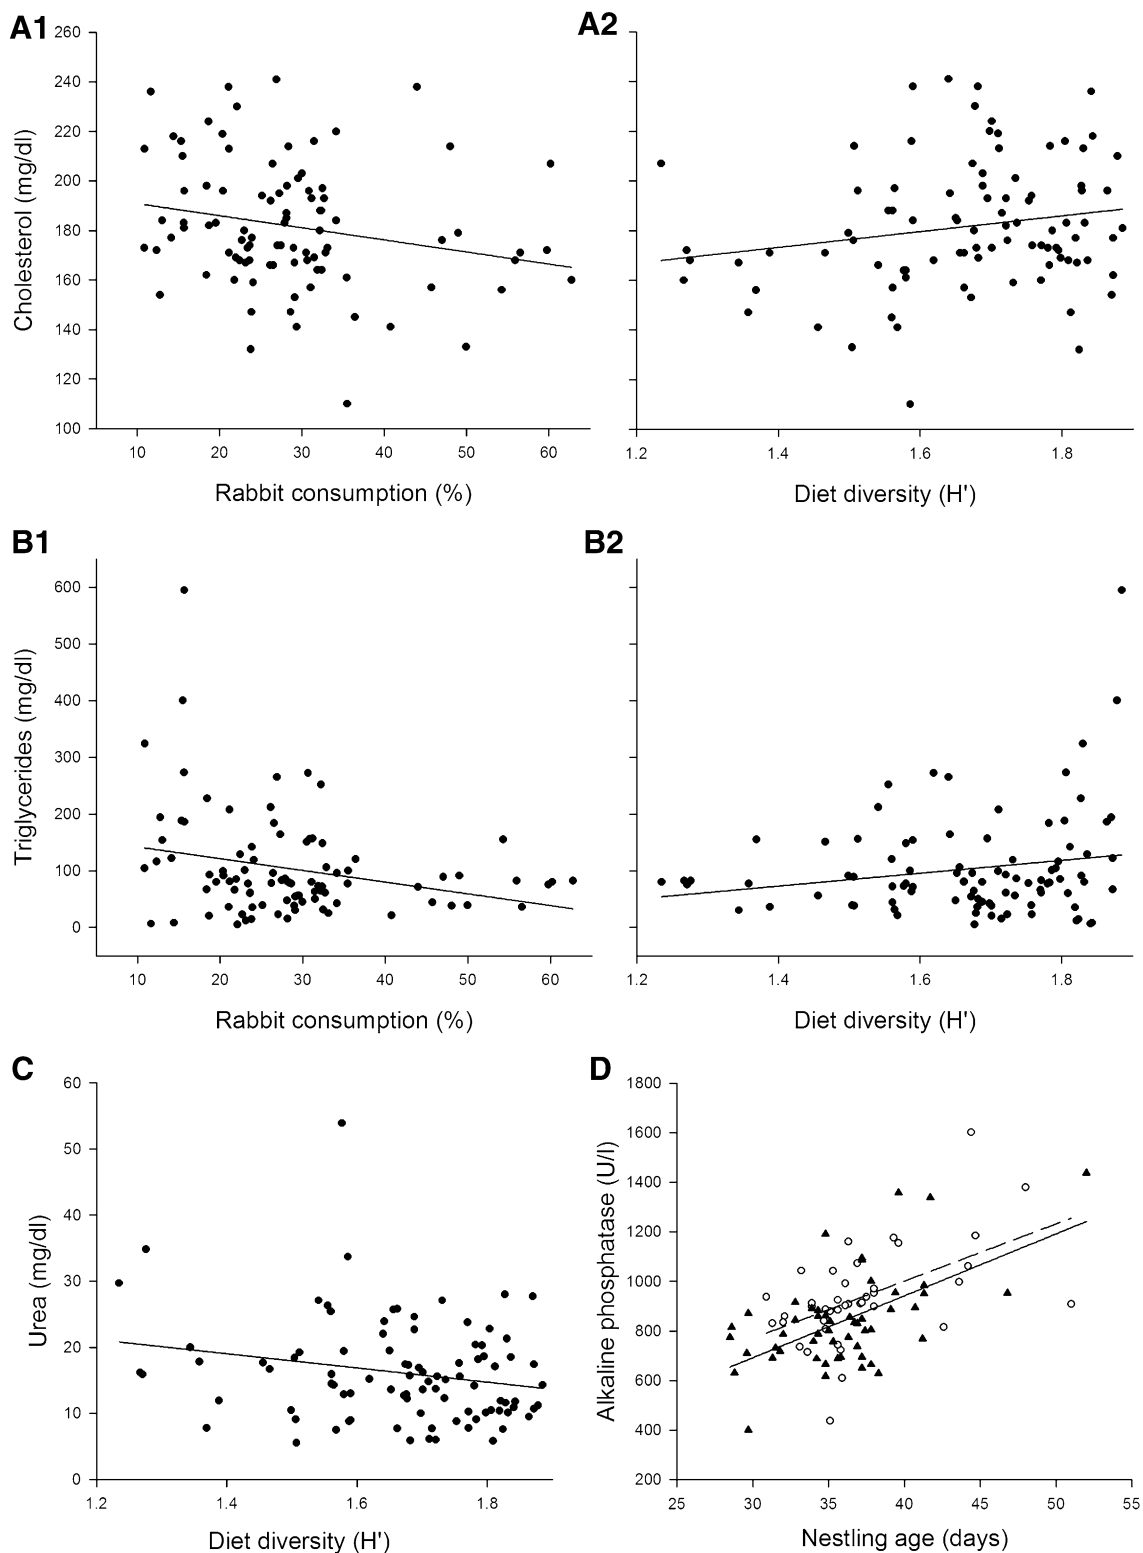 A1
260
240
220
200
180
160
140
120
100
Cholesterol (mg/dl)
10 20 30 40 50 60
Rabbit consumption (%)
A2
1.2 1.4 1.6 1.8
Diet diversity (H')
B1
600
500
400
300
200
100
0
Triglycerides (mg/dl)
10 20 30 40 50 60
Rabbit consumption (%)
B2
1.2 1.4 1.6 1.8
Diet diversity (H')
C
60
50
40
30
20
10
0
Urea (mg/dl)
1.2 1.4 1.6 1.8
Diet diversity (H')
D
1800
1600
1400
1200
1000
800
600
400
200
Alkaline phosphatase (U/l)
25 30 35 40 45 50 55
Nestling age (days)